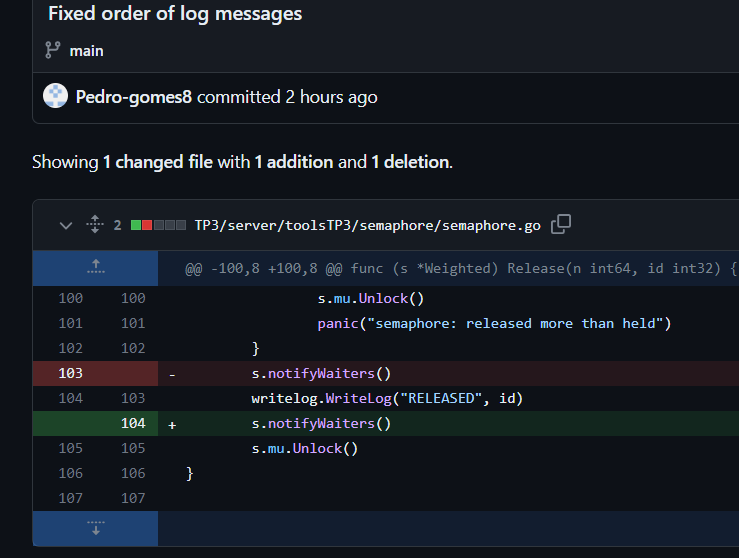 Fixed order of log messages
main
Pedro-gomes8 committed 2 hours ago
Showing 1 changed file with 1 addition and 1 deletion.
2 TP3/server/toolsTP3/semaphore/semaphore.go
@@ -100,8 +100,8 @@ func (s *Weighted) Release(n int64, id int32) {
100 100 s.mu.Unlock()
101 101 panic("semaphore: released more than held")
102 102 }
103 - s.notifyWaiters()
104 103 writelog.WriteLog("RELEASED", id)
104 + s.notifyWaiters()
105 105 s.mu.Unlock()
106 106 }
107 107